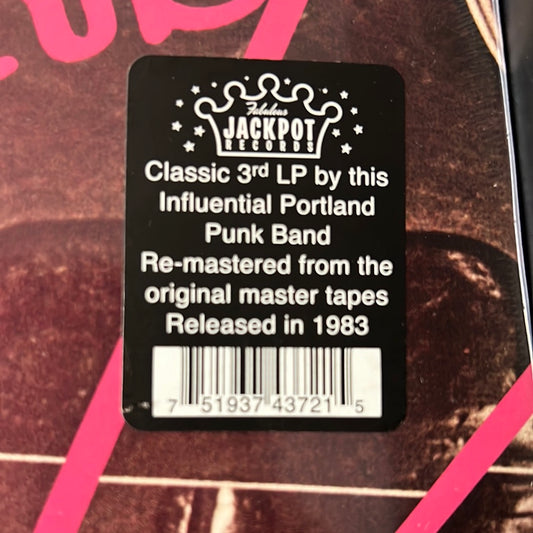 Fabulous
JACKPOT
RECORDS
Classic 3rd LP by this
Influential Portland
Punk Band
Re-mastered from the
original master tapes
Released in 1983
7 51937 43721 5